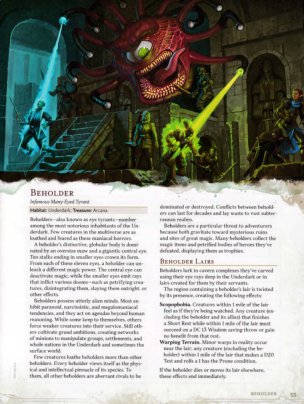 BEHOLDER
Infamous Many-Eyed Tyrant
Habitat: Underdark; Treasure: Arcana
Beholders—also known as eye tyrants—number
among the most notorious inhabitants of the Un-
derdark. Few creatures in the multiverse are as
loathed and feared as these maniacal horrors.
A beholder's distinctive, globular body is domi-
nated by an oversize maw and a gigantic central eye.
Ten stalks ending in smaller eyes crown its form.
From each of these eleven eyes, a beholder can un-
leash a different magic power. The central eye can
deactivate magic, while the smaller eyes emit rays
that inflict various dooms—such as petrifying crea-
tures, disintegrating them, slaying them outright, or
other effects.
Beholders possess utterly alien minds. Most ex-
hibit paranoid, narcissistic, and megalomaniacal
tendencies, and they act on agendas beyond human
reasoning. While some keep to themselves, others
force weaker creatures into their service. Still oth-
ers cultivate grand ambitions, creating networks
of minions to manipulate groups, settlements, and
whole nations in the Underdark and sometimes the
surface world.
Few creatures loathe beholders more than other
beholders. Every beholder views itself as the phys-
ical and intellectual pinnacle of its species. To
them, all other beholders are aberrant rivals to be
dominated or destroyed. Conflicts between behold-
ers can last for decades and lay waste to vast subter-
ranean realms.
Beholders are a particular threat to adventurers
because both gravitate toward mysterious ruins
and sites of great magic. Many beholders collect the
magic items and petrified bodies of heroes they've
defeated, displaying them as trophies.
BEHOLDER LAIRS
Beholders lurk in cavern complexes they've carved
using their eye rays deep in the Underdark or in
lairs created for them by their servants.
The region containing a beholder's lair is twisted
by its presence, creating the following effects:
Scopophobia. Creatures within 1 mile of the lair
feel as if they're being watched. Any creature (ex-
cluding the beholder and its allies) that finishes
a Short Rest while within 1 mile of the lair must
succeed on a DC 13 Wisdom saving throw or gain
no benefit from that rest.
Warping Terrain. Minor warps in reality occur
near the lair; any creature (excluding the be-
holder) within 1 mile of the lair that makes a D20
Test and rolls a 1 has the Prone condition.
If the beholder dies or moves its lair elsewhere,
these effects end immediately.
BEHOLDER